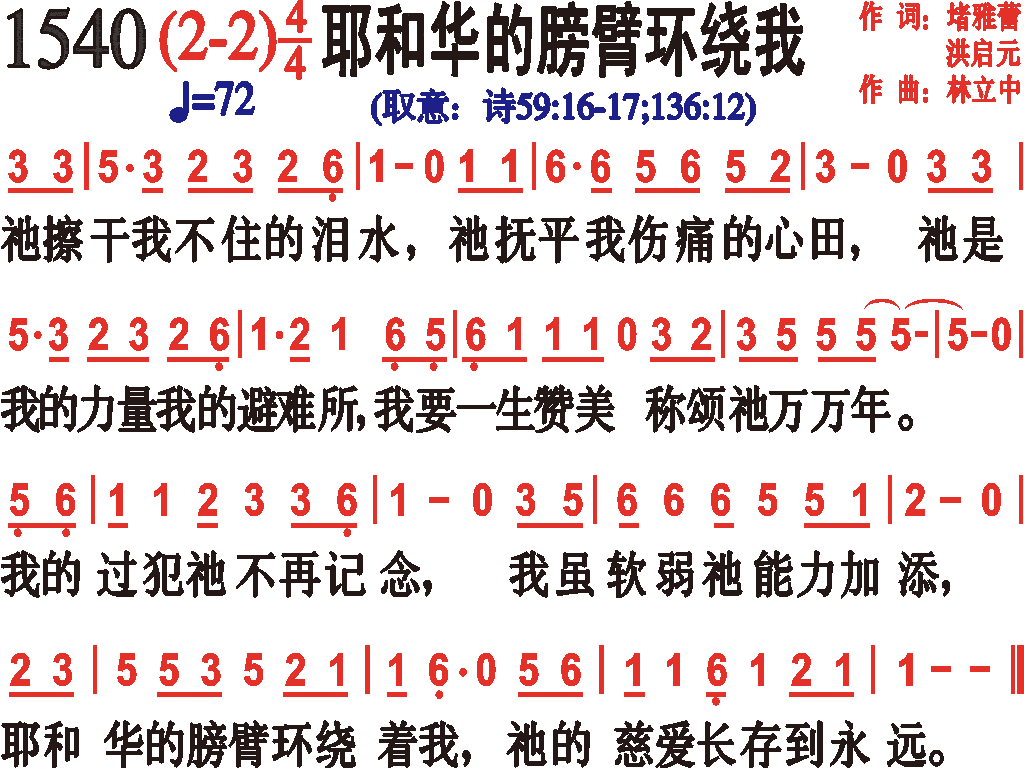 1540 (2-2) 4/4 耶和华的膀臂环绕我 作 词：堵雅蕾
洪启元
♩=72 (取意：诗59:16-17;136:12) 作 曲：林立中
3 3 | 5· 3 2 3 2 6 | 1 - 0 1 1 | 6· 6 5 6 5 2 | 3 - 0 3 3 |
祂擦干我不住的泪水，祂抚平我伤痛的心田， 祂是
5· 3 2 3 2 6 | 1· 2 1 6 5 | 6 1 1 1 0 3 2 | 3 5 5 5 5 - | 5 - 0 |
我的力量我的避难所,我要一生赞美 称颂祂万万年。
5 6 | 1 1 2 3 3 6 | 1 - 0 3 5 | 6 6 6 5 5 1 | 2 - 0 |
我的 过犯祂不再记念， 我虽软弱祂能力加添，
2 3 | 5 5 3 5 2 1 | 1 6· 0 5 6 | 1 1 6 1 2 1 | 1 - - ‖
耶和 华的膀臂环绕 着我，祂的 慈爱长存到永 远。